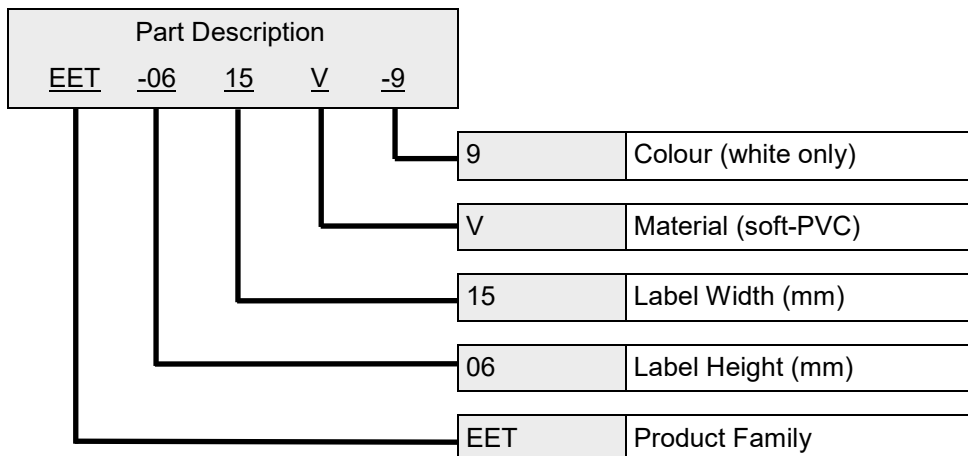 Part Description
EET -06 15 V -9
9 Colour (white only)
V Material (soft-PVC)
15 Label Width (mm)
06 Label Height (mm)
EET Product Family